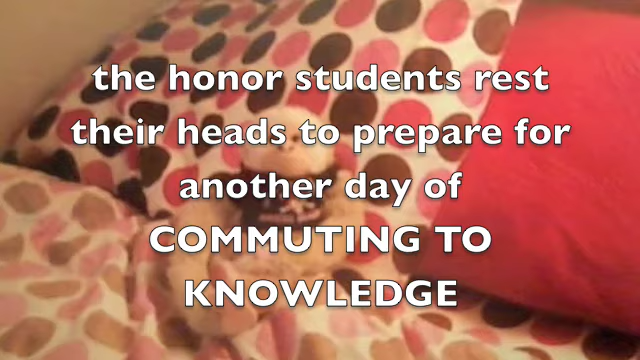 the honor students rest
their heads to prepare for
another day of
COMMUTING TO
KNOWLEDGE